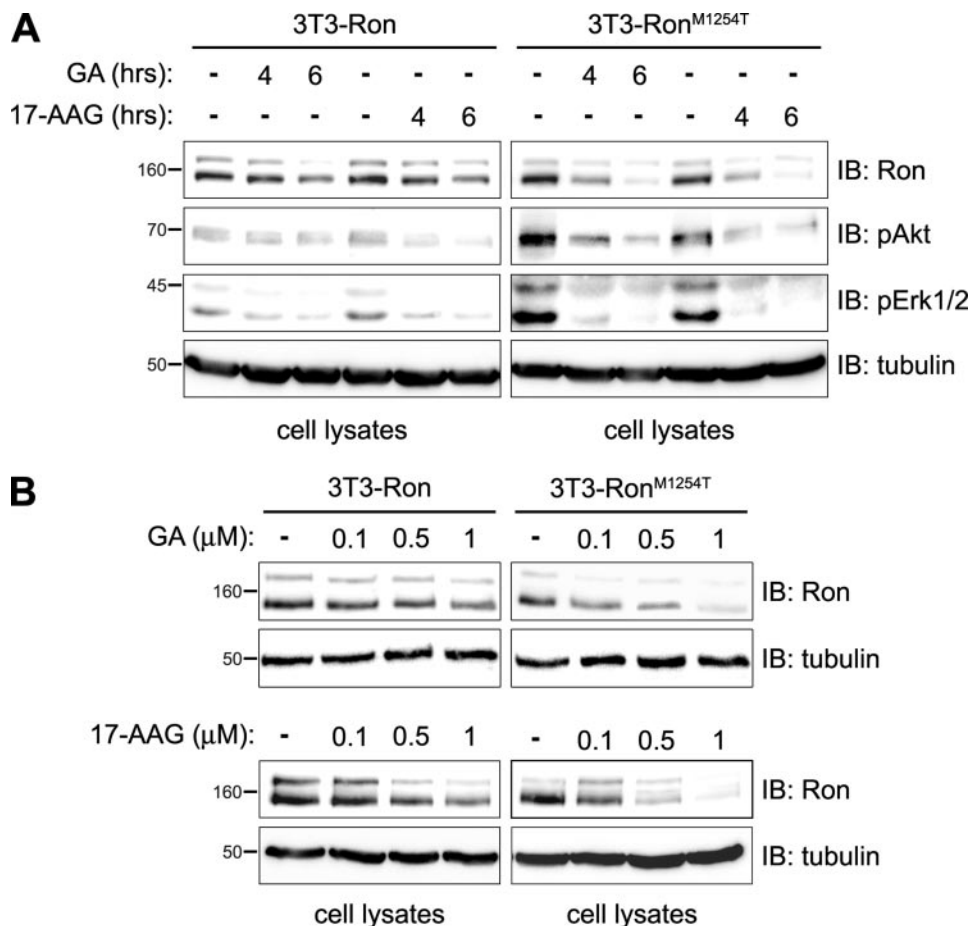 A
3T3-Ron 3T3-Ron^M1254T
GA (hrs): - 4 6 - - - - 4 6 - - -
17-AAG (hrs): - - - - 4 6 - - - - 4 6
160 IB: Ron
70 IB: pAkt
45 IB: pErk1/2
50 IB: tubulin
cell lysates cell lysates
B
3T3-Ron 3T3-Ron^M1254T
GA (μM): - 0.1 0.5 1 - 0.1 0.5 1
160 IB: Ron
50 IB: tubulin
17-AAG (μM): - 0.1 0.5 1 - 0.1 0.5 1
160 IB: Ron
50 IB: tubulin
cell lysates cell lysates